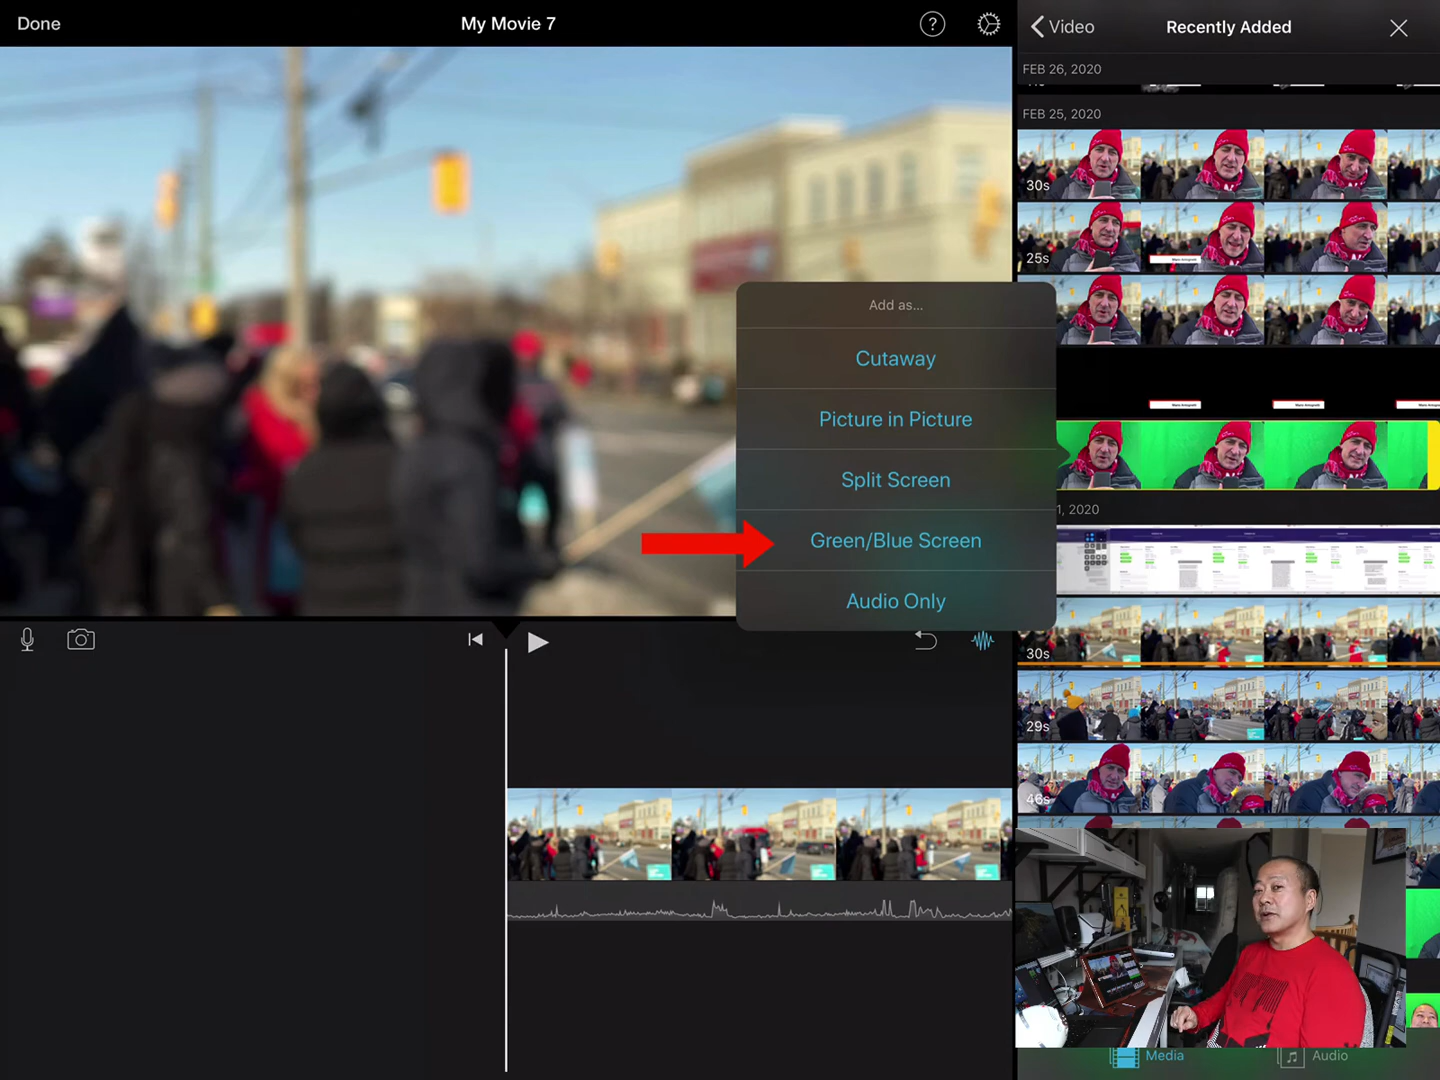 Done
My Movie 7
?
Video
Recently Added
FEB 26, 2020
FEB 25, 2020
30s
25s
Add as...
Cutaway
Picture in Picture
Split Screen
Green/Blue Screen
Audio Only
1, 2020
30s
29s
46s
Media
Audio